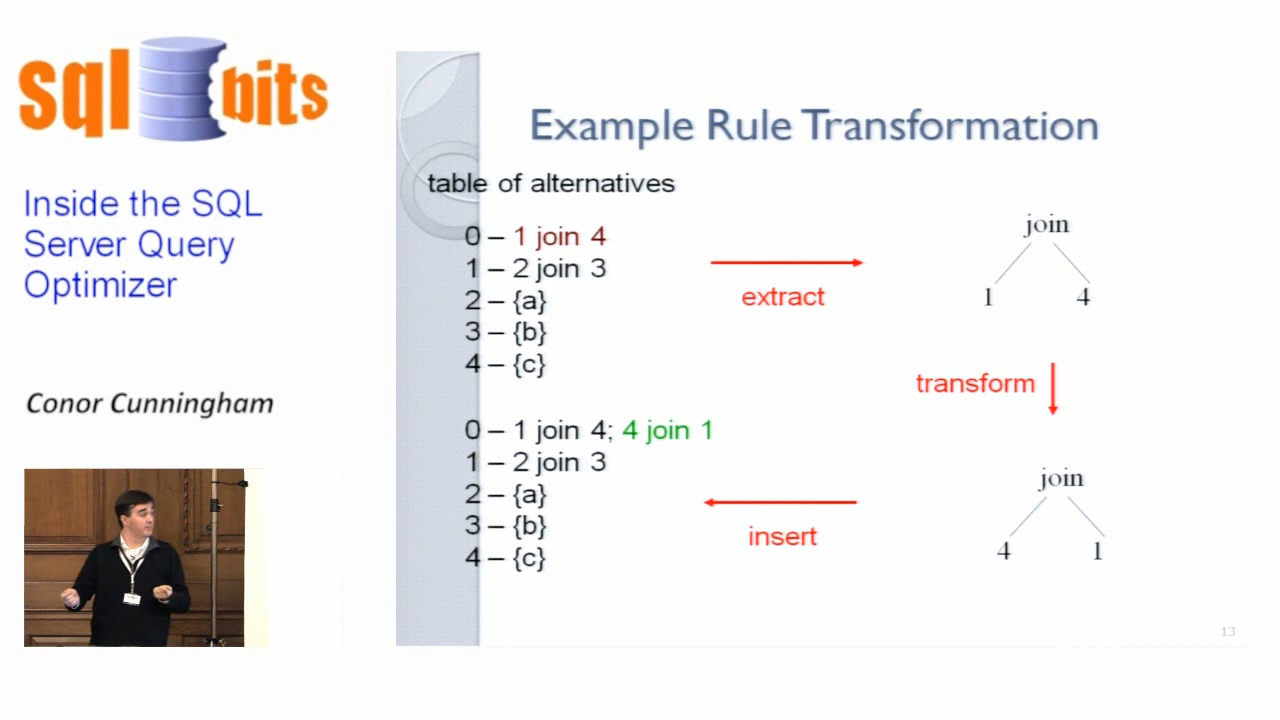 sql bits
Inside the SQL
Server Query
Optimizer
Conor Cunningham
Example Rule Transformation
table of alternatives
0 – 1 join 4
1 – 2 join 3
2 – {a}
3 – {b}
4 – {c}
extract
join
1 4
transform
join
4 1
insert
0 – 1 join 4; 4 join 1
1 – 2 join 3
2 – {a}
3 – {b}
4 – {c}
13